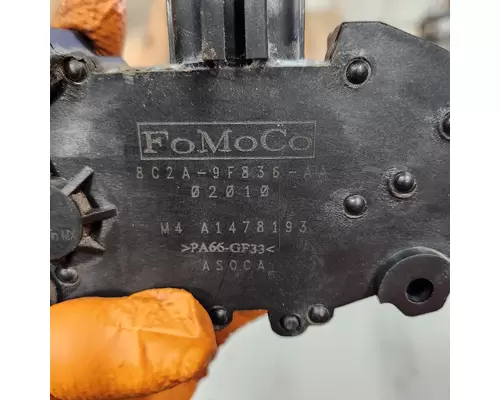 FoMoCo
8C2A-9F836-AA
02010
M4 A1478193
>PA66-GF33<
ASOCA